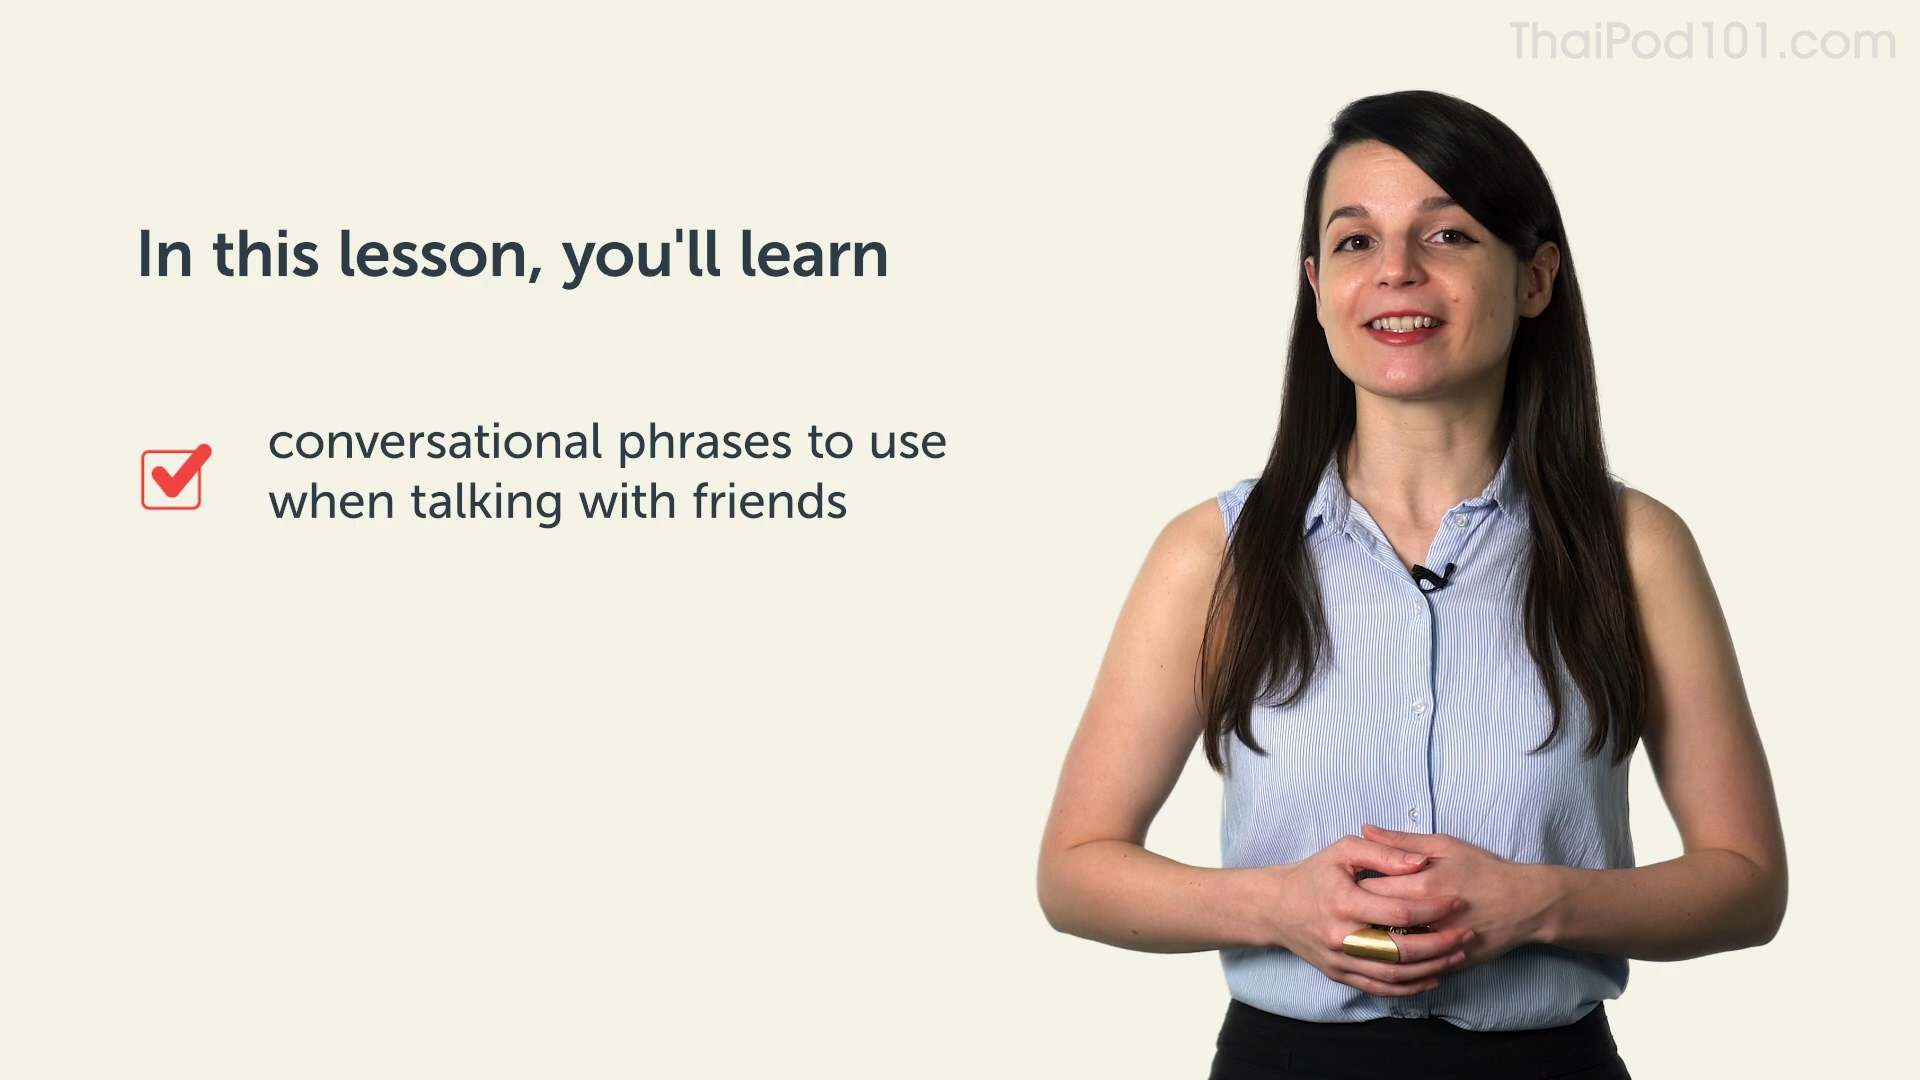 ThaiPod101.com
In this lesson, you'll learn
conversational phrases to use
when talking with friends